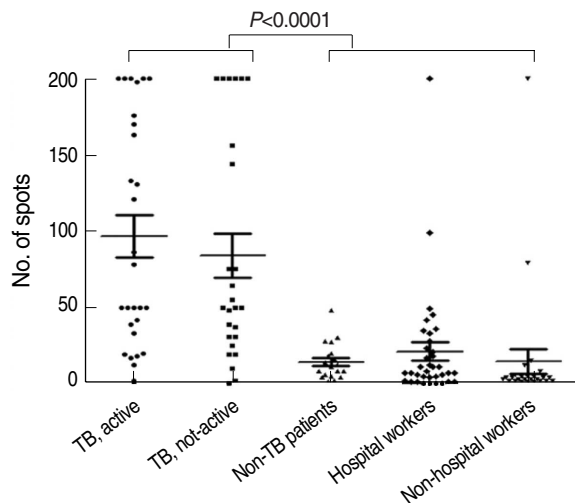 P<0.0001
No. of spots
200
150
100
50
0
TB, active
TB, not-active
Non-TB patients
Hospital workers
Non-hospital workers